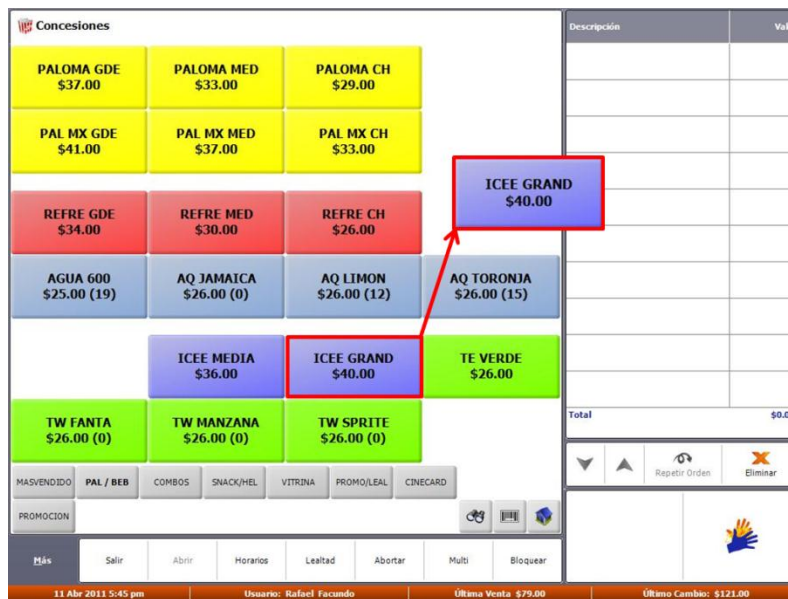 Concesiones
Descripción
Val
PALOMA GDE
$37.00
PALOMA MED
$33.00
PALOMA CH
$29.00
PAL MX GDE
$41.00
PAL MX MED
$37.00
PAL MX CH
$33.00
ICEE GRAND
$40.00
REFRE GDE
$34.00
REFRE MED
$30.00
REFRE CH
$26.00
AGUA 600
$25.00 (19)
AQ JAMAICA
$26.00 (0)
AQ LIMON
$26.00 (12)
AQ TORONJA
$26.00 (15)
ICEE MEDIA
$36.00
ICEE GRAND
$40.00
TE VERDE
$26.00
TW FANTA
$26.00 (0)
TW MANZANA
$26.00 (0)
TW SPRITE
$26.00 (0)
Total
$0.0
MASVENDIDO
PAL / BEB
COMBOS
SNACK/HEL
VITRINA
PROMO/LEAL
CINECARD
Repetir Orden
Eliminar
PROMOCION
Más
Salir
Abrir
Horarios
Lealtad
Abortar
Multi
Bloquear
11 Abr 2011 5:45 pm
Usuario: Rafael Facundo
Última Venta $79.00
Último Cambio: $121.00